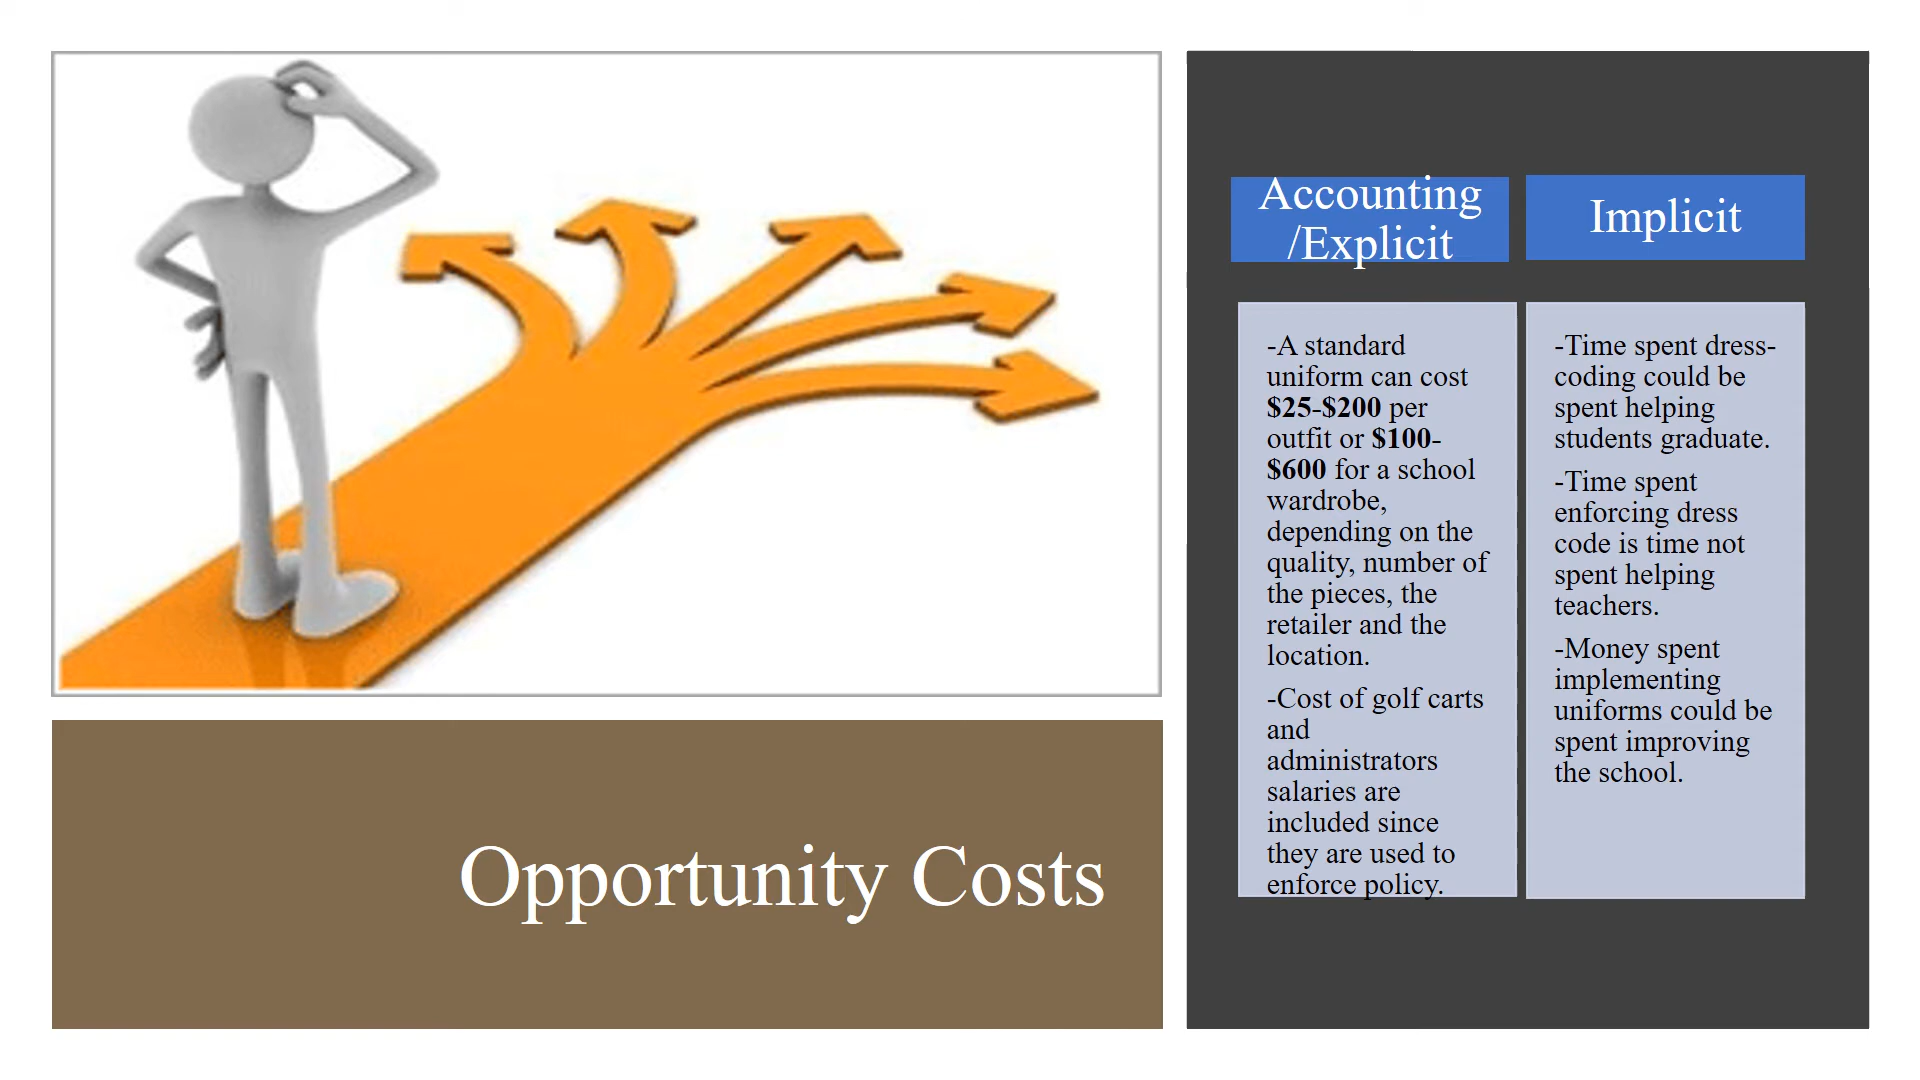 Opportunity Costs
Accounting
/Explicit
-A standard
uniform can cost
$25-$200 per
outfit or $100-
$600 for a school
wardrobe,
depending on the
quality, number of
the pieces, the
retailer and the
location.
-Cost of golf carts
and
administrators
salaries are
included since
they are used to
enforce policy.
Implicit
-Time spent dress-
coding could be
spent helping
students graduate.
-Time spent
enforcing dress
code is time not
spent helping
teachers.
-Money spent
implementing
uniforms could be
spent improving
the school.